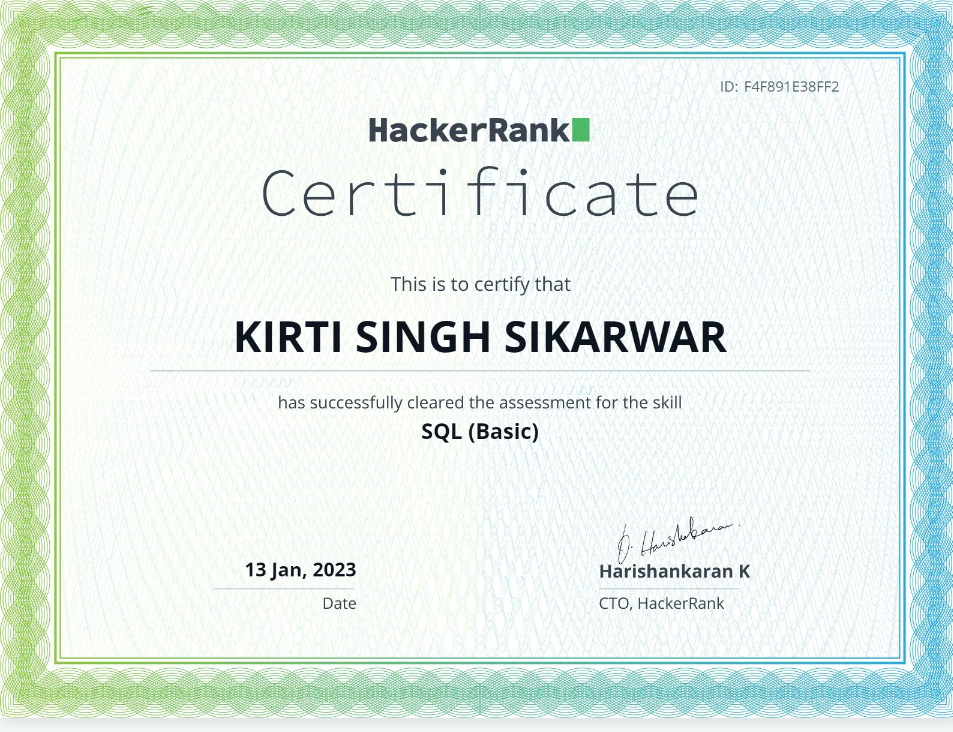 ID: F4F891E38FF2
HackerRank
Certificate
This is to certify that
KIRTI SINGH SIKARWAR
has successfully cleared the assessment for the skill
SQL (Basic)
13 Jan, 2023
Date
D. Harishankaran.
Harishankaran K
CTO, HackerRank